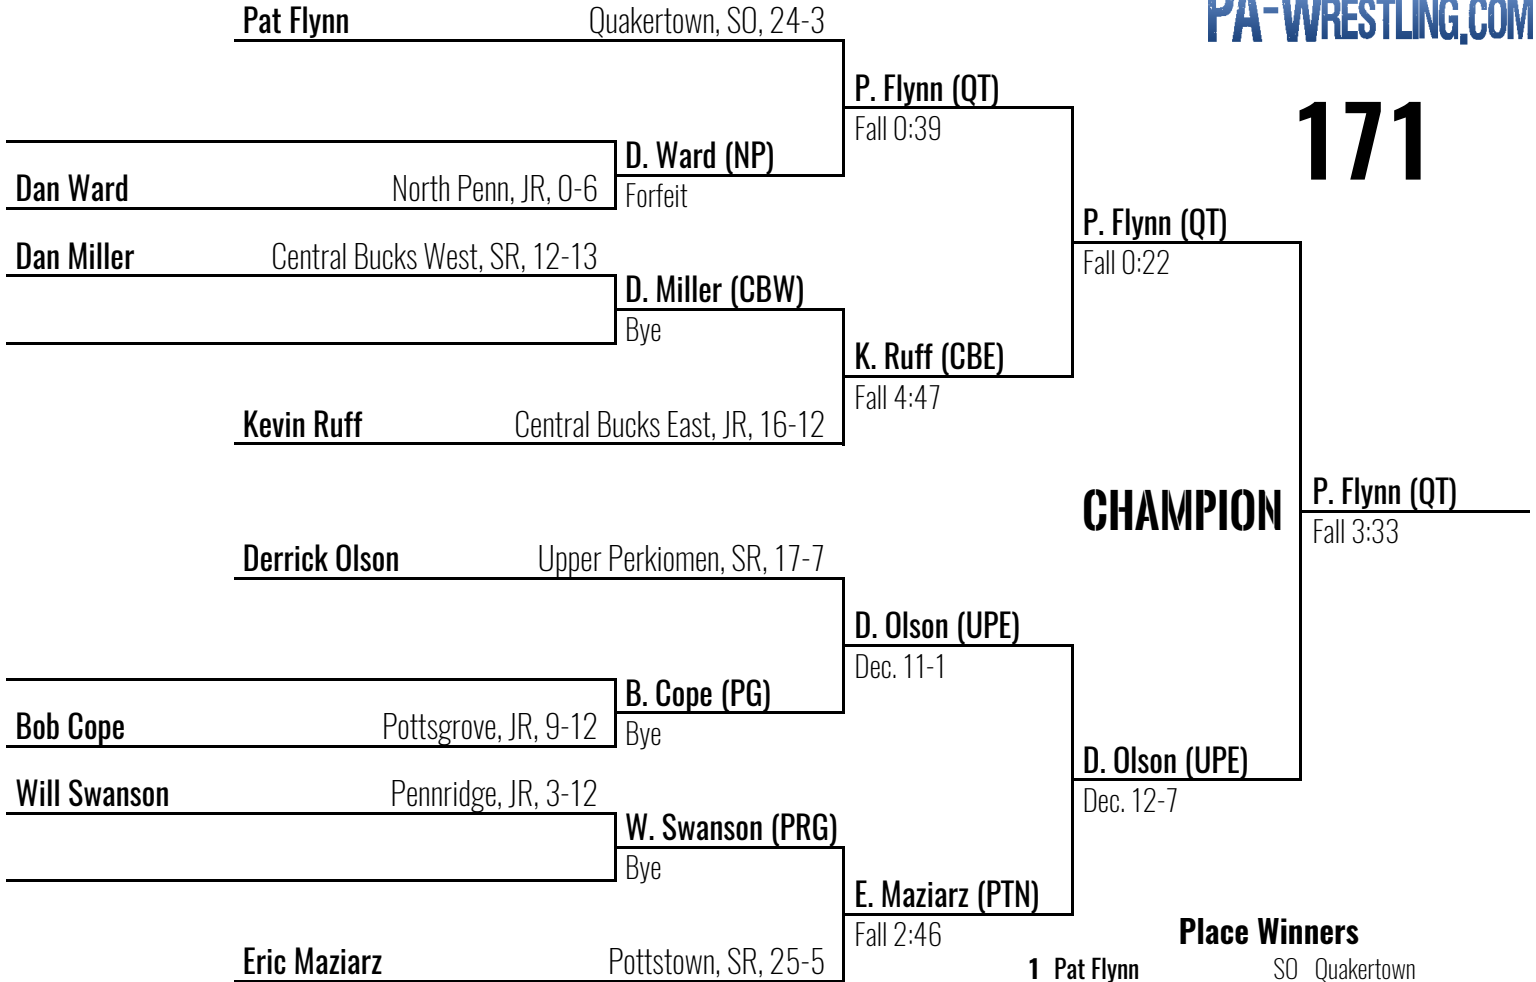 Pat Flynn Quakertown, SO, 24-3
PA-WRESTLING.COM
171
P. Flynn (QT)
Fall 0:39
D. Ward (NP)
Forfeit
Dan Ward North Penn, JR, 0-6
P. Flynn (QT)
Fall 0:22
Dan Miller Central Bucks West, SR, 12-13
D. Miller (CBW)
Bye
K. Ruff (CBE)
Fall 4:47
Kevin Ruff Central Bucks East, JR, 16-12
CHAMPION
P. Flynn (QT)
Fall 3:33
Derrick Olson Upper Perkiomen, SR, 17-7
D. Olson (UPE)
Dec. 11-1
B. Cope (PG)
Bye
Bob Cope Pottsgrove, JR, 9-12
D. Olson (UPE)
Dec. 12-7
Will Swanson Pennridge, JR, 3-12
W. Swanson (PRG)
Bye
E. Maziarz (PTN)
Fall 2:46
Eric Maziarz Pottstown, SR, 25-5
Place Winners
1 Pat Flynn SO Quakertown